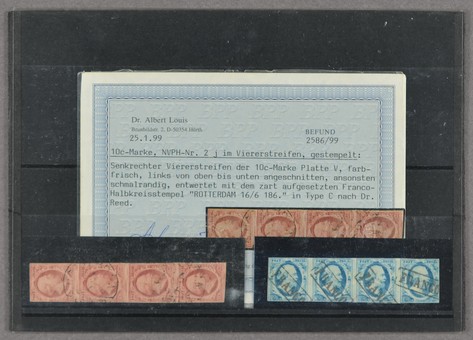 Dr. Albert Louis
25.1.99
BEFUND
2586/99
10c-Marke, NVPH-Nr. 2 j im Viererstreifen, gestempelt:
Senkrechter Viererstreifen der 10c-Marke Platte V, farb-
frisch, links von oben bis unten angeschnitten, ansonsten
schmalrandig, entwertet mit dem zart aufgesetzten Franco-
Halbkreisstempel "ROTTERDAM 16/6 186." in Type C nach Dr.
Reed.